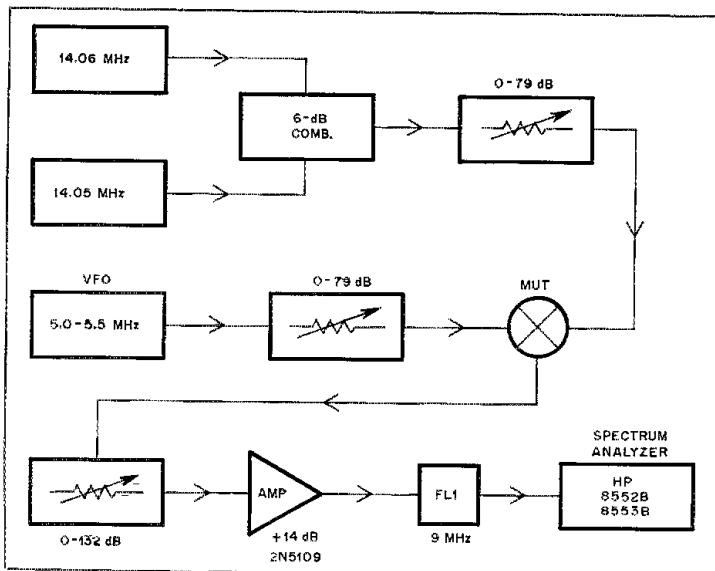 14.06 MHz
0-79 dB
6-dB
COMB.
14.05 MHz
VFO
0-79 dB
MUT
5.0-5.5 MHz
SPECTRUM
ANALYZER
AMP
FL1
HP
8552B
8553B
0-132 dB
+14 dB
2N5109
9 MHz